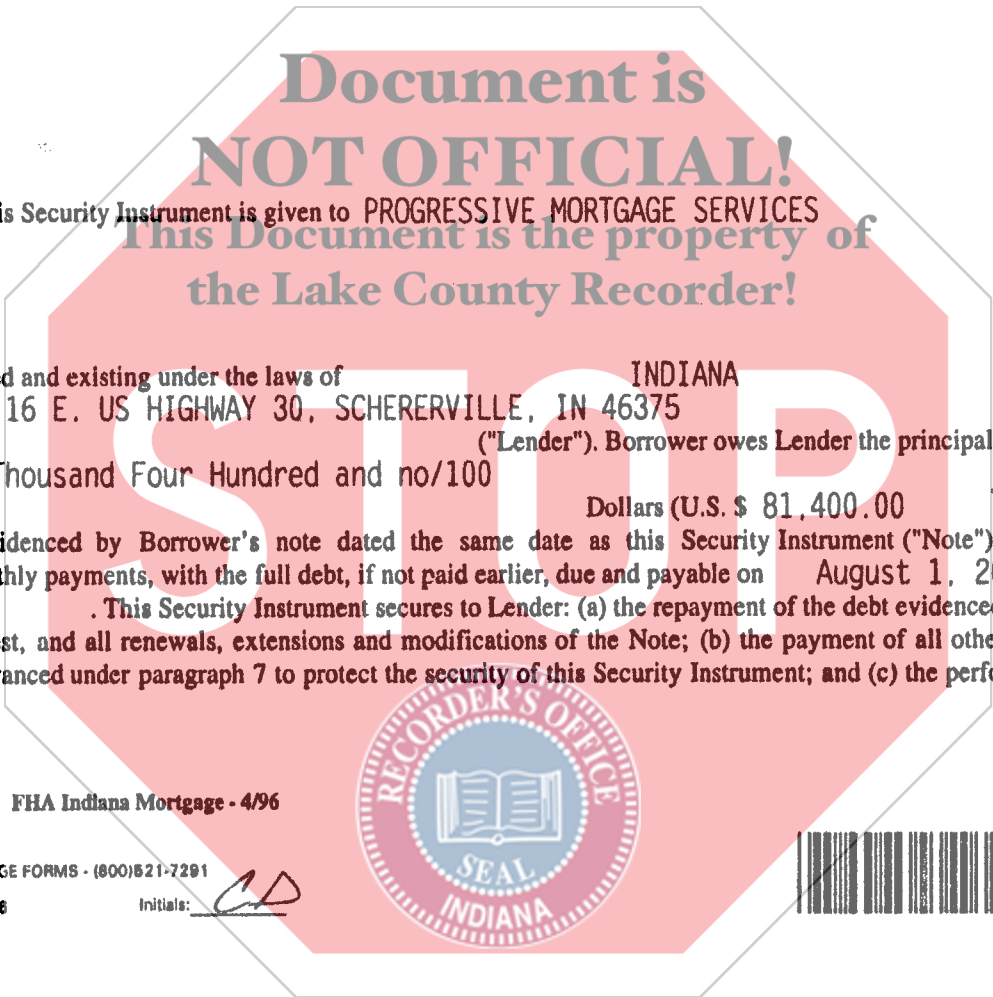 Document is
NOT OFFICIAL!
is Security Instrument is given to PROGRESSIVE MORTGAGE SERVICES
This Document is the property of
the Lake County Recorder!
d and existing under the laws of INDIANA
16 E. US HIGHWAY 30, SCHERERVILLE, IN 46375
("Lender"). Borrower owes Lender the principal
housand Four Hundred and no/100
Dollars (U.S. $ 81,400.00
idenced by Borrower's note dated the same date as this Security Instrument ("Note")
hly payments, with the full debt, if not paid earlier, due and payable on August 1, 2
. This Security Instrument secures to Lender: (a) the repayment of the debt evidence
st, and all renewals, extensions and modifications of the Note; (b) the payment of all othe
anced under paragraph 7 to protect the security of this Security Instrument; and (c) the perf
STOP
RECORDER'S OFFICE
SEAL
INDIANA
FHA Indiana Mortgage - 4/96
GE FORMS - (800)521-7291
Initials: CD